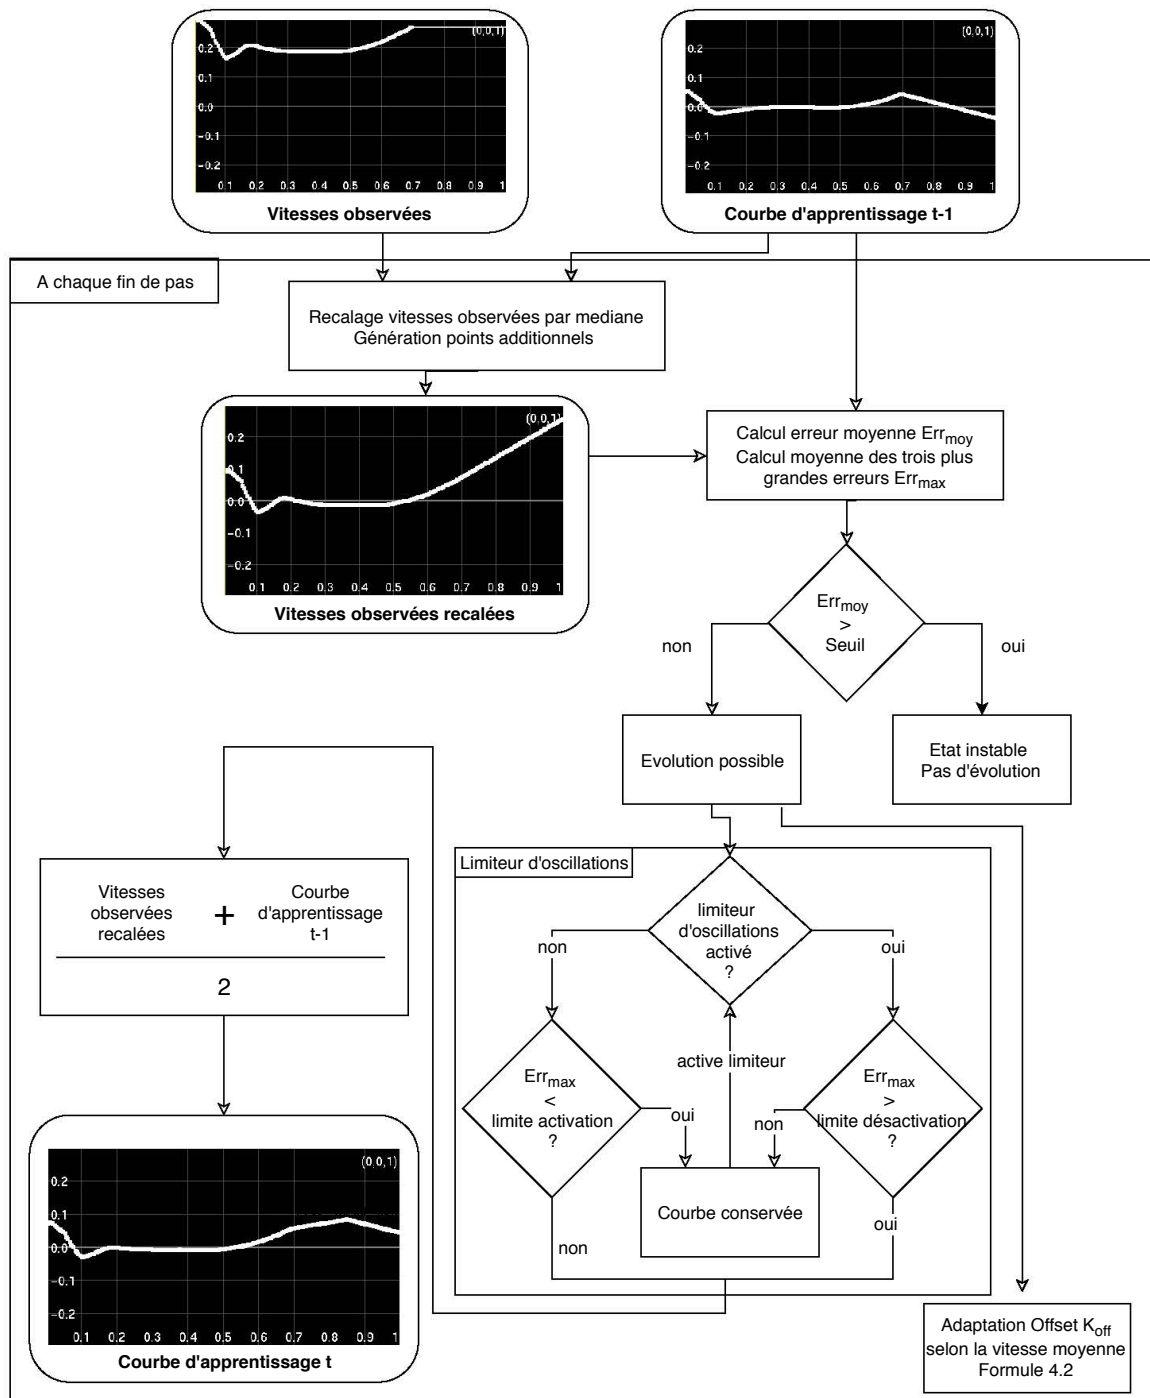 (0,0,1)
0.2
0.1
0.0
-0.1
-0.2
0.1 0.2 0.3 0.4 0.5 0.6 0.7 0.8 0.9 1
Vitesses observées
(0,0,1)
0.2
0.1
0.0
-0.1
-0.2
0.1 0.2 0.3 0.4 0.5 0.6 0.7 0.8 0.9 1
Courbe d'apprentissage t-1
A chaque fin de pas
Recalage vitesses observées par mediane
Génération points additionnels
(0,0,1)
0.2
0.1
0.0
-0.1
-0.2
0.1 0.2 0.3 0.4 0.5 0.6 0.7 0.8 0.9 1
Vitesses observées recalées
Calcul erreur moyenne Errmoy
Calcul moyenne des trois plus
grandes erreurs Errmax
Errmoy
>
Seuil
non
oui
Evolution possible
Etat instable
Pas d'évolution
Limiteur d'oscillations
limiteur
d'oscillations
activé
?
non
oui
Errmax
<
limite activation
?
oui
non
active limiteur
Errmax
>
limite désactivation
?
non
oui
Courbe conservée
Vitesses
observées
recalées
+
Courbe
d'apprentissage
t-1
2
(0,0,1)
0.2
0.1
0.0
-0.1
-0.2
0.1 0.2 0.3 0.4 0.5 0.6 0.7 0.8 0.9 1
Courbe d'apprentissage t
Adaptation Offset Koff
selon la vitesse moyenne
Formule 4.2